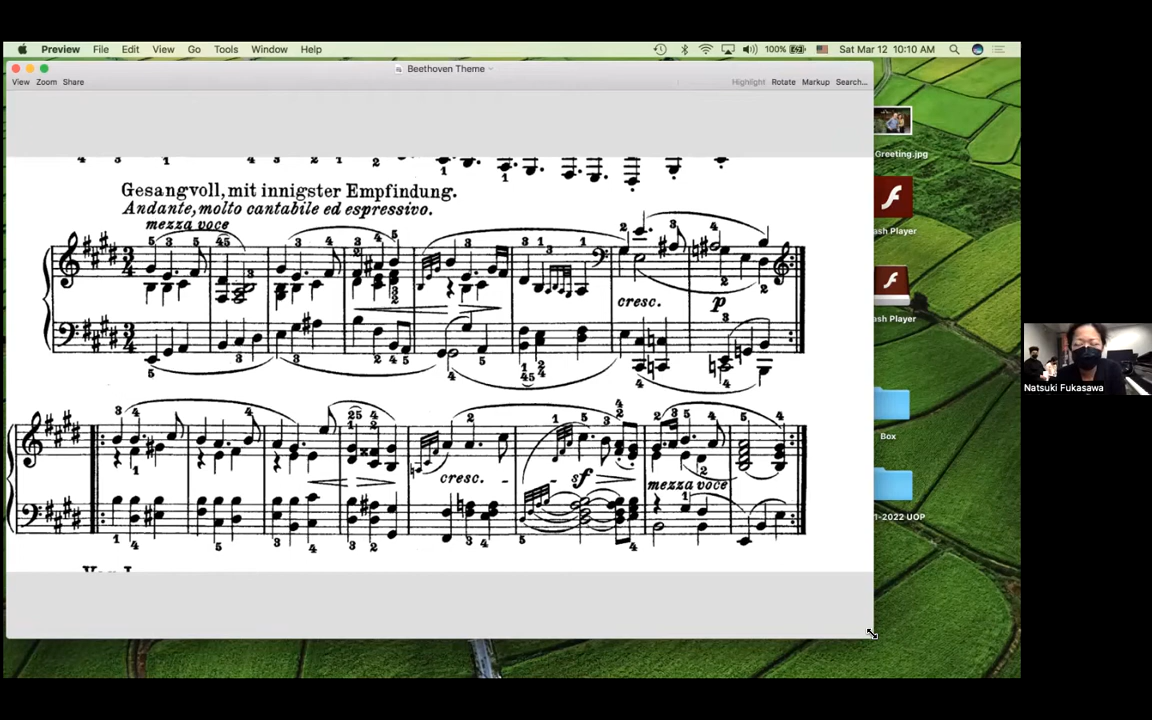 Preview File Edit View Go Tools Window Help
100% Sat Mar 12 10:10 AM
Beethoven Theme
View Zoom Share
Highlight Rotate Markup Search...
Gesangvoll, mit innigster Empfindung.
Andante, molto cantabile ed espressivo.
mezza voce
cresc.
p
cresc. -
- sf
mezza voce
Greeting.jpg
ash Player
ash Player
Box
1-2022 UOP
Natsuki Fukasawa